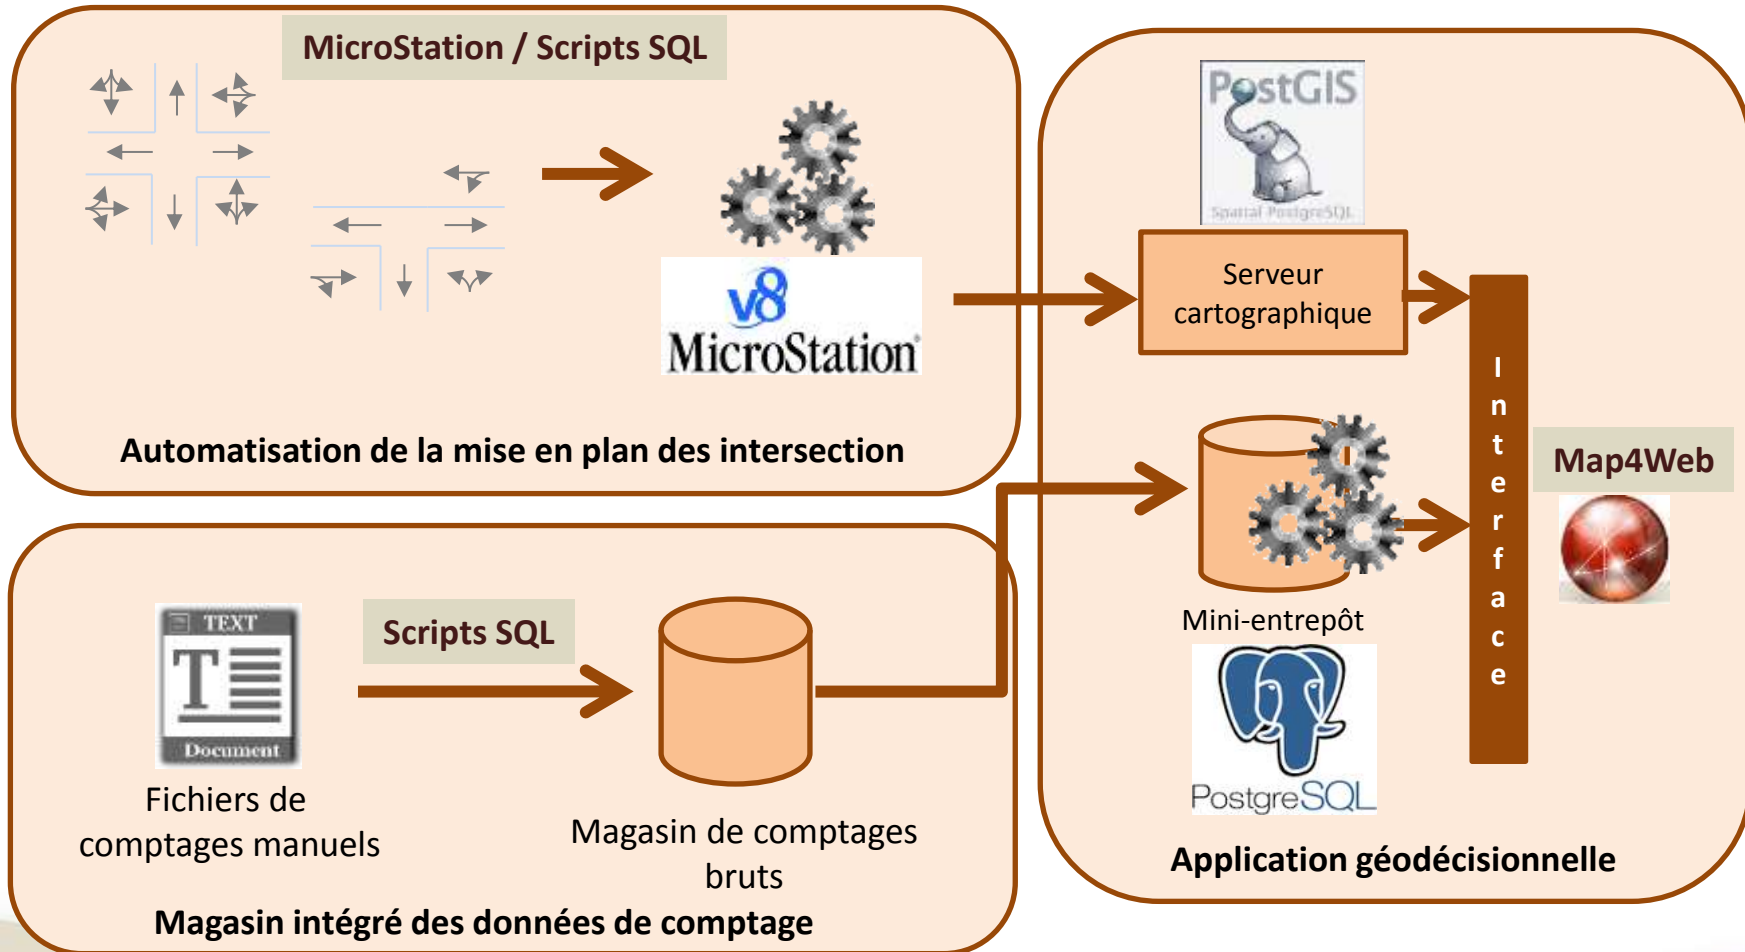 MicroStation / Scripts SQL
v8
MicroStation
Automatisation de la mise en plan des intersection
TEXT
T
Document
Scripts SQL
Fichiers de
comptages manuels
Magasin de comptages
bruts
Magasin intégré des données de comptage
PostGIS
Spatial PostgreSQL
Serveur
cartographique
Mini-entrepôt
PostgreSQL
Interface
Map4Web
Application géodécisionnelle